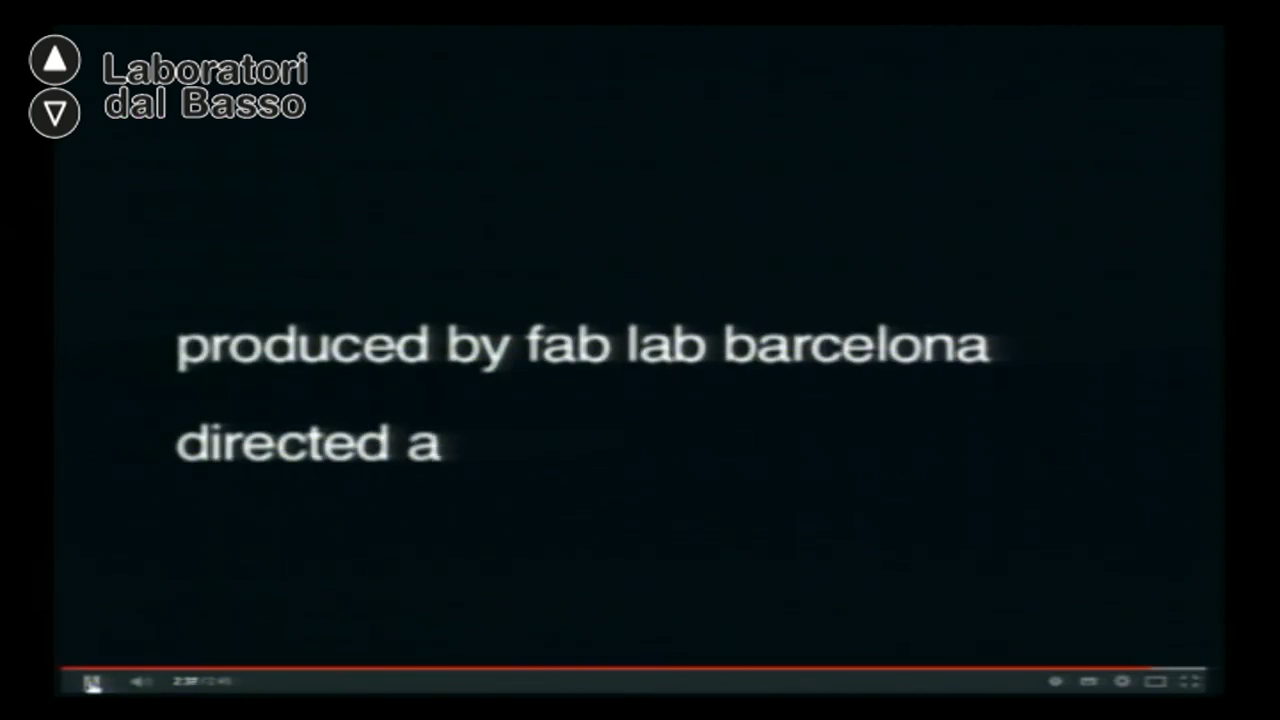 Laboratori
dal Basso
produced by fab lab barcelona
directed a